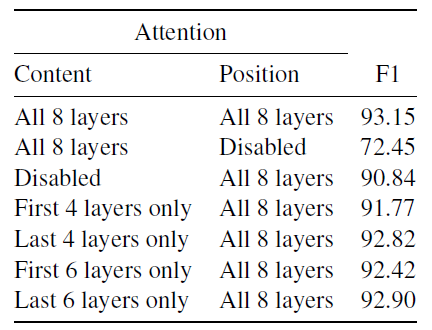 Attention
Content Position F1
All 8 layers All 8 layers 93.15
All 8 layers Disabled 72.45
Disabled All 8 layers 90.84
First 4 layers only All 8 layers 91.77
Last 4 layers only All 8 layers 92.82
First 6 layers only All 8 layers 92.42
Last 6 layers only All 8 layers 92.90